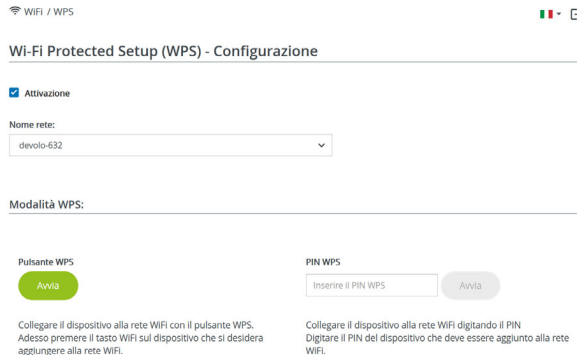 WiFi / WPS
Wi-Fi Protected Setup (WPS) - Configurazione
Attivazione
Nome rete:
devolo-632
Modalità WPS:
Pulsante WPS
Avvia
Collegare il dispositivo alla rete WiFi con il pulsante WPS.
Adesso premere il tasto WiFi sul dispositivo che si desidera
aggiungere alla rete WiFi.
PIN WPS
Inserire il PIN WPS
Avvia
Collegare il dispositivo alla rete WiFi digitando il PIN
Digitare il PIN del dispositivo che deve essere aggiunto alla rete
WiFi.